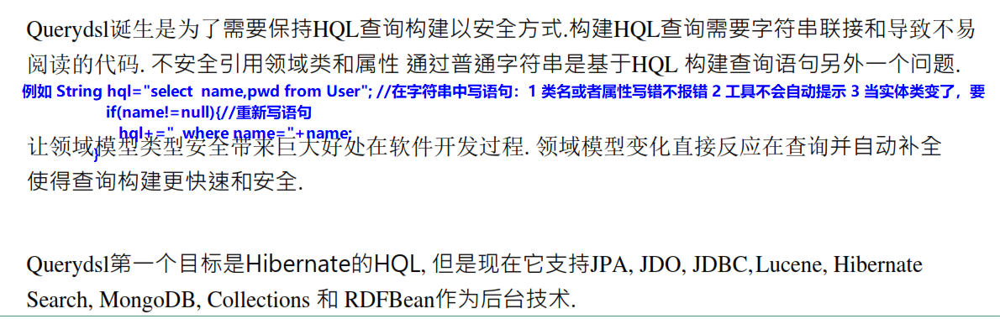 Querydsl诞生是为了需要保持HQL查询构建以安全方式.构建HQL查询需要字符串联接和导致不易
阅读的代码. 不安全引用领域类和属性 通过普通字符串是基于HQL 构建查询语句另外一个问题.
例如 String hql="select  name,pwd from User"; //在字符串中写语句：1 类名或者属性写错不报错 2 工具不会自动提示 3 当实体类变了，要
if(name!=null){//重新写语句
hql+="  where name="+name;
}
让领域模型类型安全带来巨大好处在软件开发过程. 领域模型变化直接反应在查询并自动补全
使得查询构建更快速和安全.
Querydsl第一个目标是Hibernate的HQL, 但是现在它支持JPA, JDO, JDBC,Lucene, Hibernate
Search, MongoDB, Collections 和 RDFBean作为后台技术.